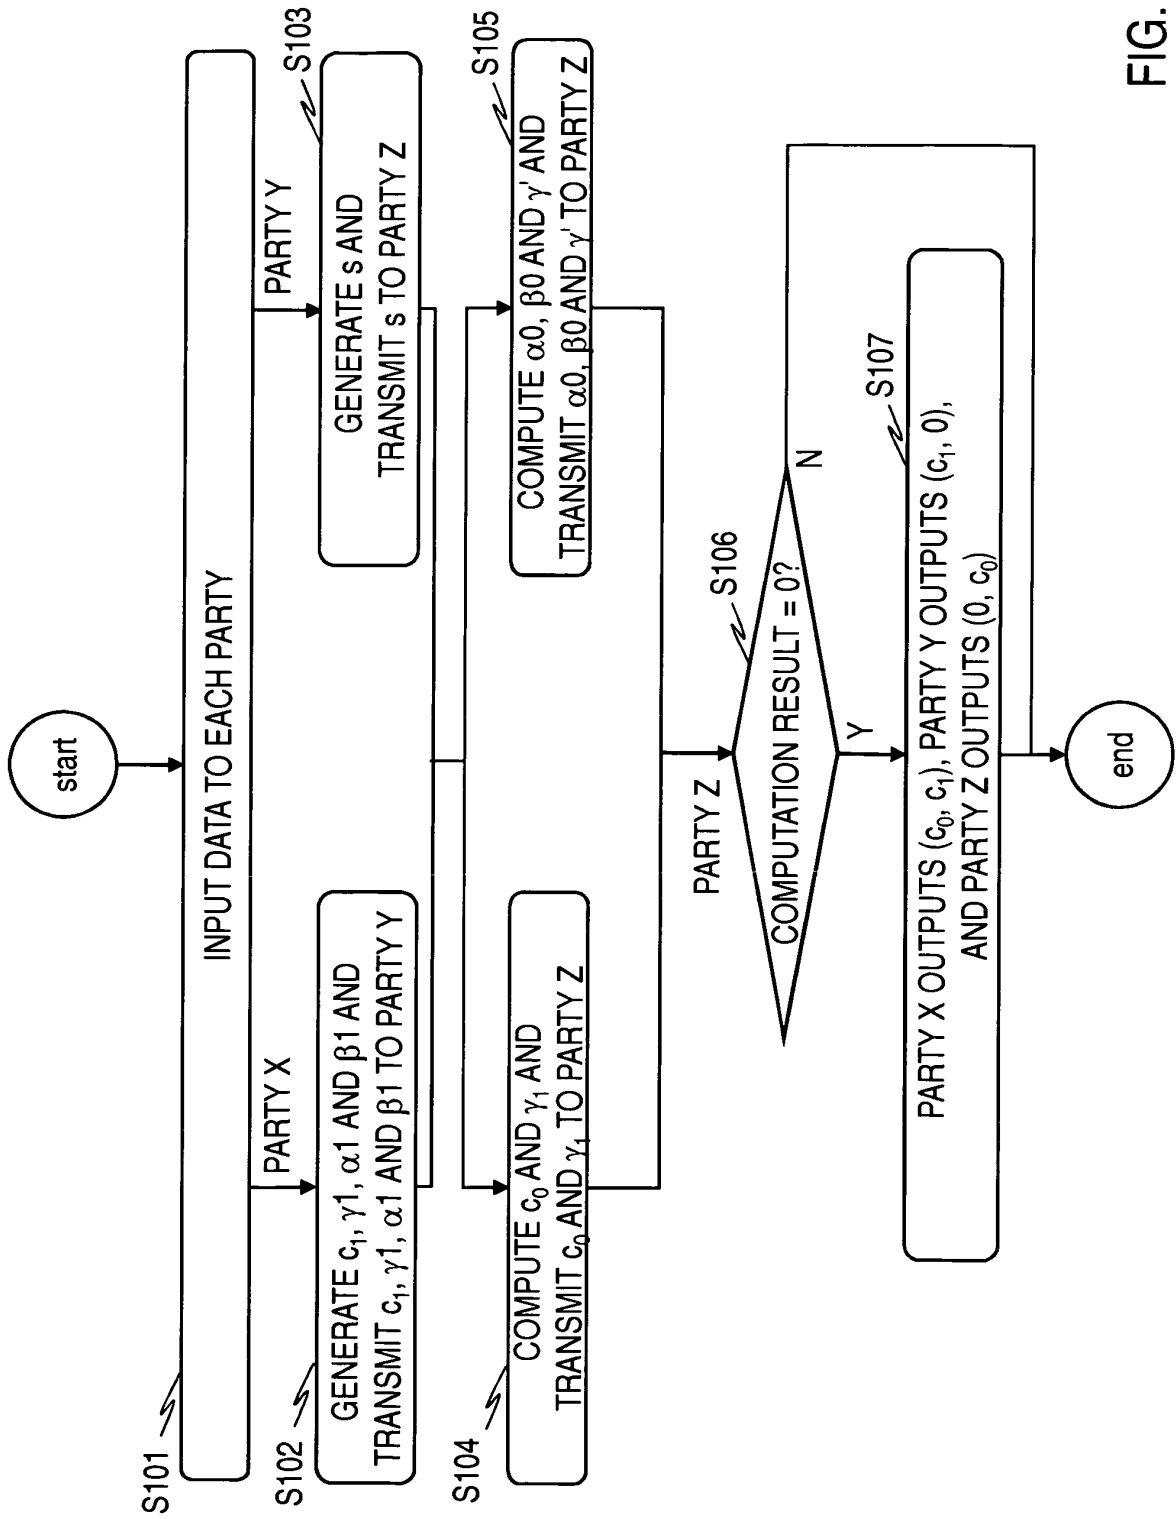 start
S101
INPUT DATA TO EACH PARTY
PARTY X
PARTY Y
S102
GENERATE c₁, γ1, α1 AND β1 AND
TRANSMIT c₁, γ1, α1 AND β1 TO PARTY Y
S103
GENERATE s AND
TRANSMIT s TO PARTY Z
S104
COMPUTE c₀ AND γ₁ AND
TRANSMIT c₀ AND γ₁ TO PARTY Z
S105
COMPUTE α0, β0 AND γ' AND
TRANSMIT α0, β0 AND γ' TO PARTY Z
PARTY Z
S106
COMPUTATION RESULT = 0?
N
Y
S107
PARTY X OUTPUTS (c₀, c₁), PARTY Y OUTPUTS (c₁, 0),
AND PARTY Z OUTPUTS (0, c₀)
end
FIG.